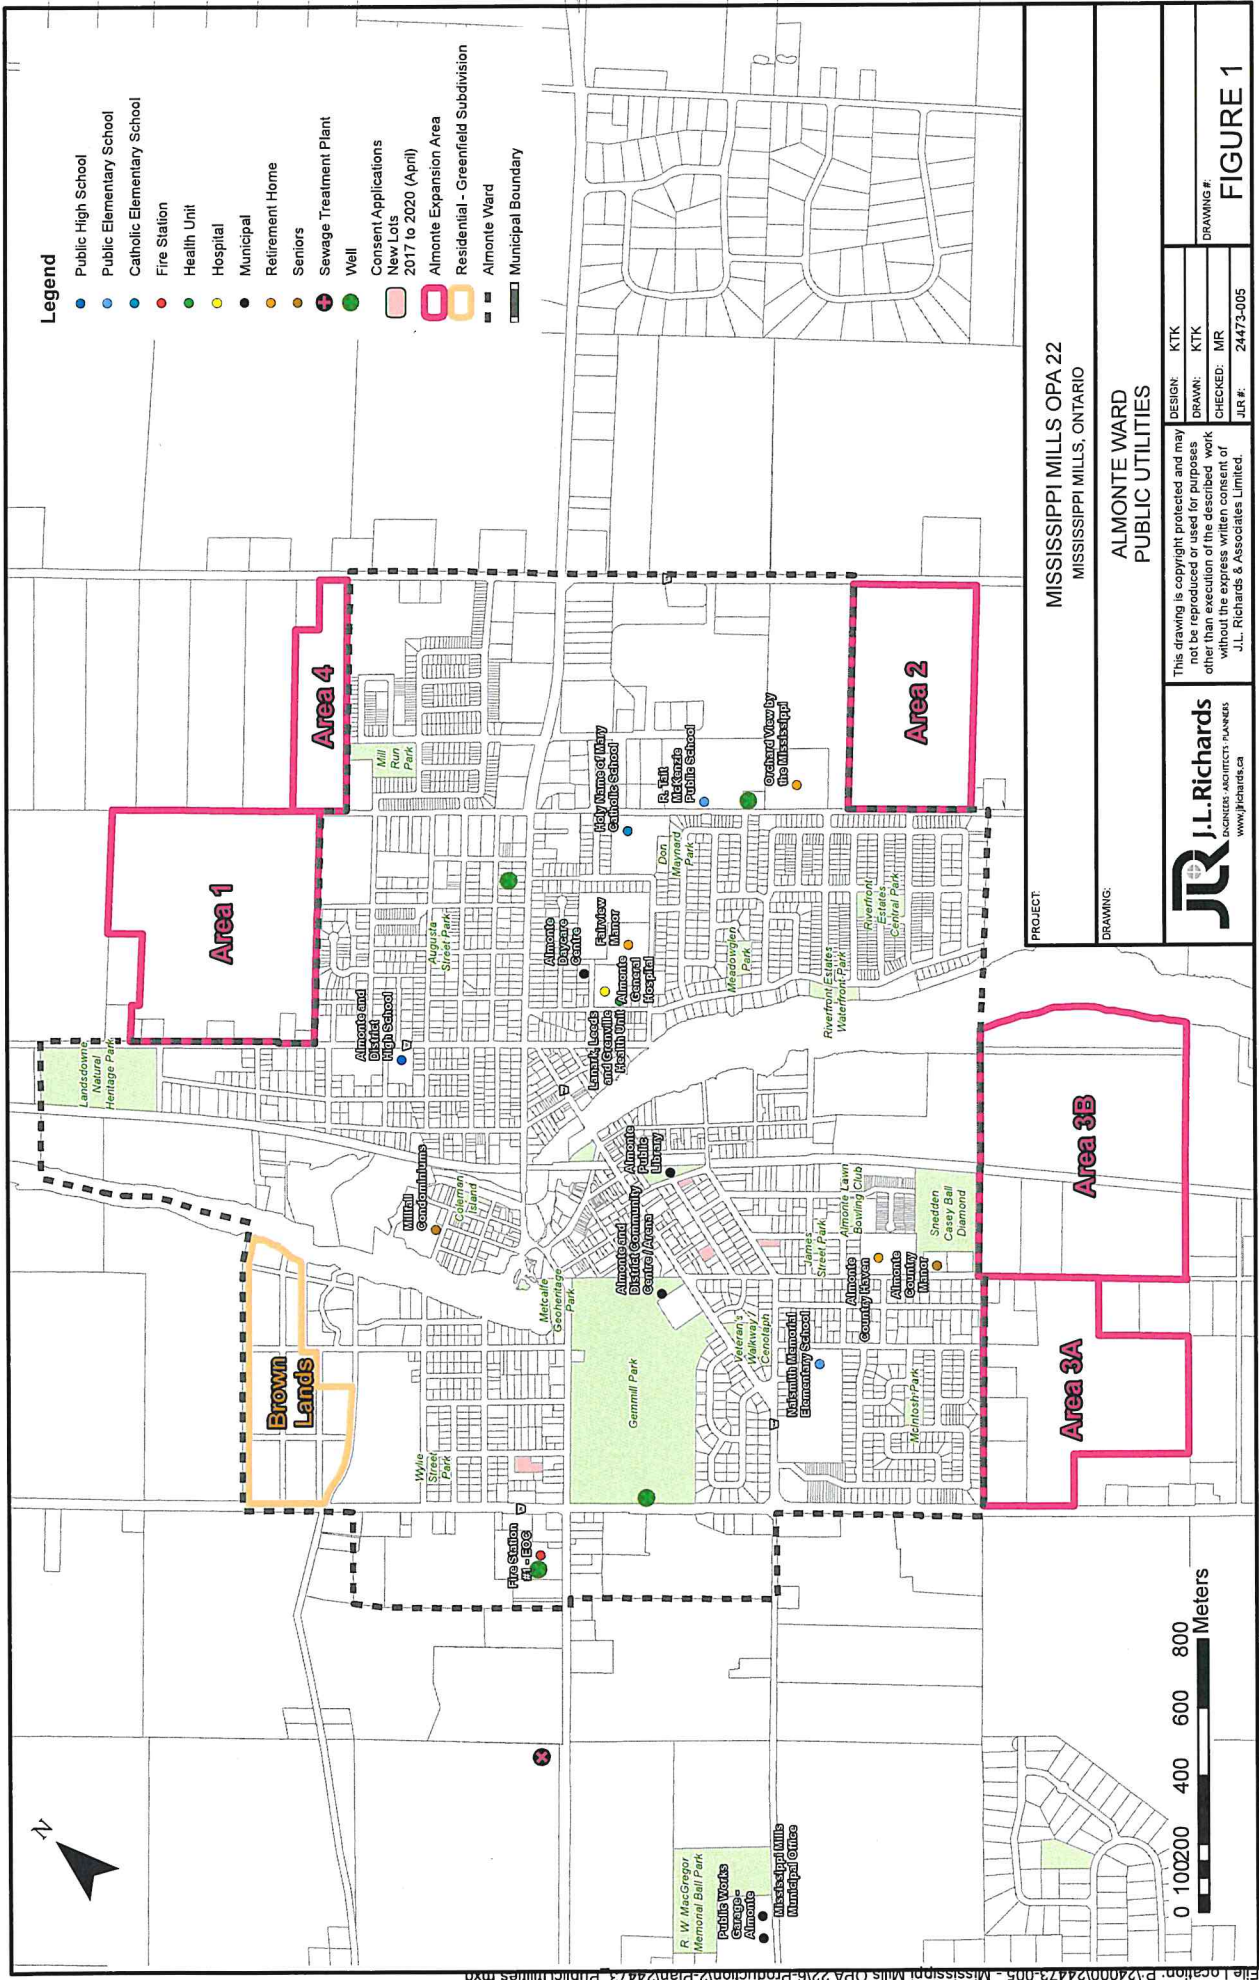 Legend
Public High School
Public Elementary School
Catholic Elementary School
Fire Station
Health Unit
Hospital
Municipal
Retirement Home
Seniors
Sewage Treatment Plant
Well
Consent Applications
New Lots
2017 to 2020 (April)
Almonte Expansion Area
Residential - Greenfield Subdivision
Almonte Ward
Municipal Boundary
N
Area 1
Area 4
Area 2
Area 3B
Area 3A
Brown
Lands
Landsdowne
Natural
Heritage Park
Mill
Run
Park
Almonte and
District
High School
Augusta
Street Park
Millfall
Condominiums
Coleman
Island
Wylie
Street
Park
Metcalfe
Geoheritage
Park
Fire Station
#1 - EOC
Almonte
Daycare
Centre
Holy Name of Mary
Catholic School
Fairview
Manor
Almonte
General
Hospital
Lanark, Leeds
and Grenville
Health Unit
R. Tait
McKenzie
Public School
Don
Maynard
Park
Orchard View by
the Mississippi
Meadowglen
Park
Riverfront Estates
Waterfront Park
Riverfront
Estates
Central Park
Almonte
Public
Library
Almonte and
District Community
Centre / Arena
Gemmill Park
Veteran's
Walkway /
Cenotaph
Naismith Memorial
Elementary School
James
Street Park
Almonte Lawn
Bowling Club
Almonte
Country Haven
Almonte
Country
Manor
Snedden
Casey Ball
Diamond
McIntosh Park
R. W. MacGregor
Memorial Ball Park
Public Works
Garage -
Almonte
Mississippi Mills
Municipal Office
0 100200 400 600 800
Meters
PROJECT:
MISSISSIPPI MILLS OPA 22
MISSISSIPPI MILLS, ONTARIO
DRAWING:
ALMONTE WARD
PUBLIC UTILITIES
JLR J.L.Richards
ENGINEERS · ARCHITECTS · PLANNERS
www.jlrichards.ca
This drawing is copyright protected and may
not be reproduced or used for purposes
other than execution of the described work
without the express written consent of
J.L. Richards & Associates Limited.
DESIGN: KTK
DRAWN: KTK
CHECKED: MR
JLR #: 24473-005
DRAWING #:
FIGURE 1